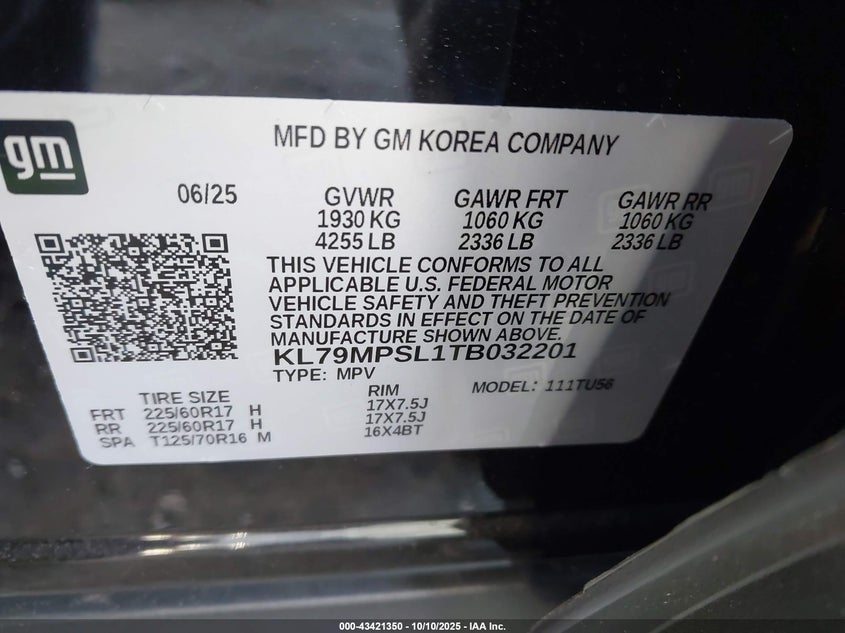 gm
MFD BY GM KOREA COMPANY
06/25 GVWR GAWR FRT GAWR RR
1930 KG 1060 KG 1060 KG
4255 LB 2336 LB 2336 LB
THIS VEHICLE CONFORMS TO ALL
APPLICABLE U.S. FEDERAL MOTOR
VEHICLE SAFETY AND THEFT PREVENTION
STANDARDS IN EFFECT ON THE DATE OF
MANUFACTURE SHOWN ABOVE.
KL79MPSL1TB032201
TYPE: MPV MODEL: 111TU56
TIRE SIZE RIM
FRT 225/60R17 H 17X7.5J
RR 225/60R17 H 17X7.5J
SPA T125/70R16 M 16X4BT
000-43421350 - 10/10/2025 - IAA Inc.